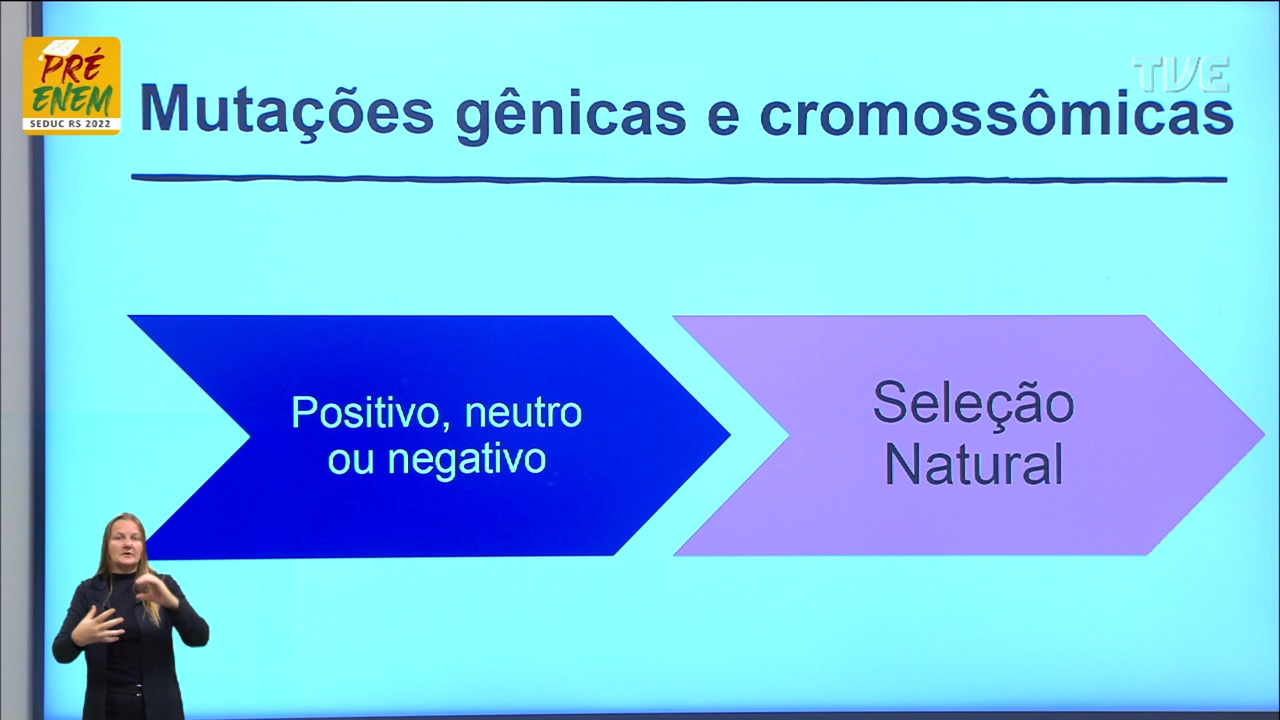 PRÉ
ENEM
SEDUC RS 2022
TVE
Mutações gênicas e cromossômicas
Positivo, neutro
ou negativo
Seleção
Natural